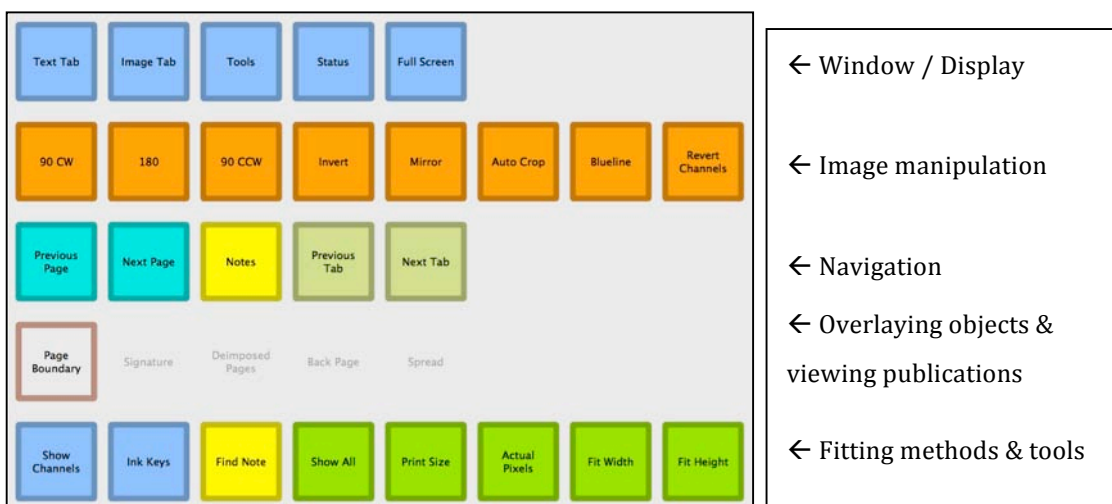 Text Tab
Image Tab
Tools
Status
Full Screen
← Window / Display
90 CW
180
90 CCW
Invert
Mirror
Auto Crop
Blueline
Revert
Channels
← Image manipulation
Previous
Page
Next Page
Notes
Previous
Tab
Next Tab
← Navigation
Page
Boundary
Signature
Deimposed
Pages
Back Page
Spread
← Overlaying objects &
viewing publications
Show
Channels
Ink Keys
Find Note
Show All
Print Size
Actual
Pixels
Fit Width
Fit Height
← Fitting methods & tools